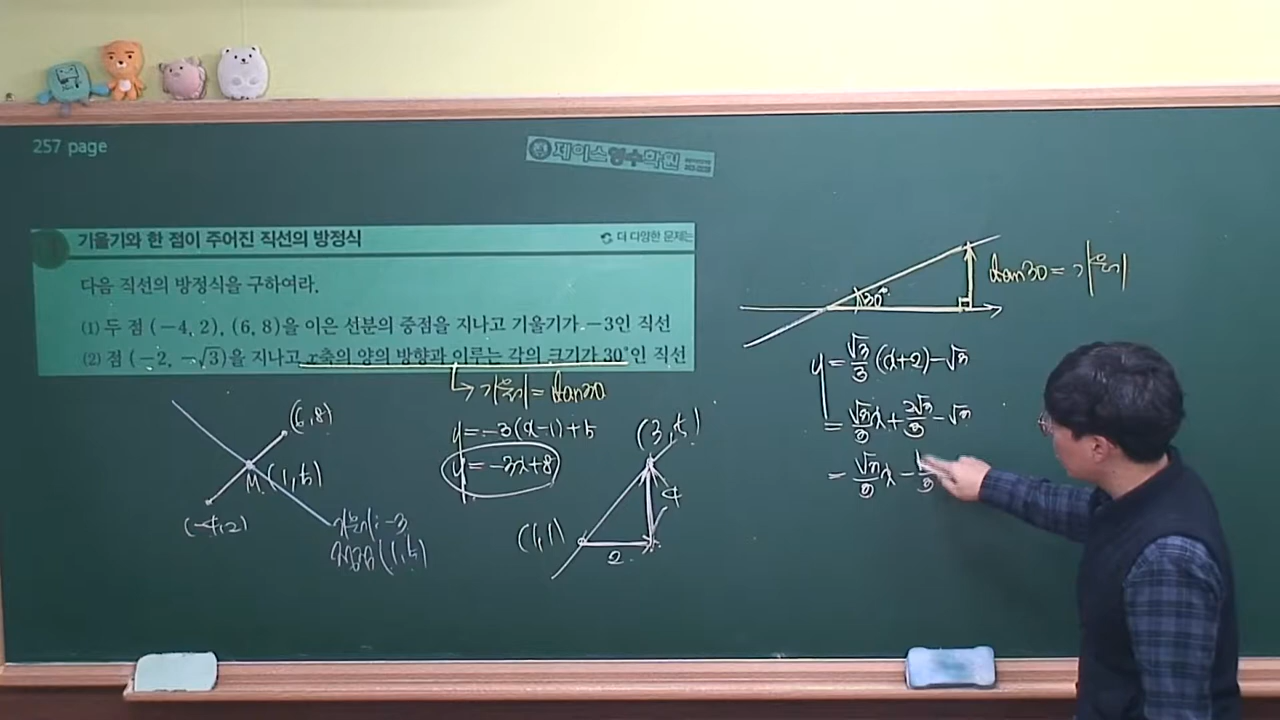 257 page
제이스영수학원
기울기와 한 점이 주어진 직선의 방정식
더 다양한 문제는
다음 직선의 방정식을 구하여라.
(1) 두 점 (−4, 2), (6, 8)을 이은 선분의 중점을 지나고 기울기가 −3인 직선
(2) 점 (−2, −√3)을 지나고 x축의 양의 방향과 이루는 각의 크기가 30°인 직선
기울기 = tan30
(6, 8)
M(1, 5)
(-4, 2)
기울기: -3
지나는점 (1, 5)
y = -3(x-1)+5
y = -3x+8
(3, 5)
4
(1, 1)
2
30°
tan30 = 기울기
y = √3/3 (x+2) - √3
= √3/3 x + 2√3/3 - √3
= √3/3 x -
3